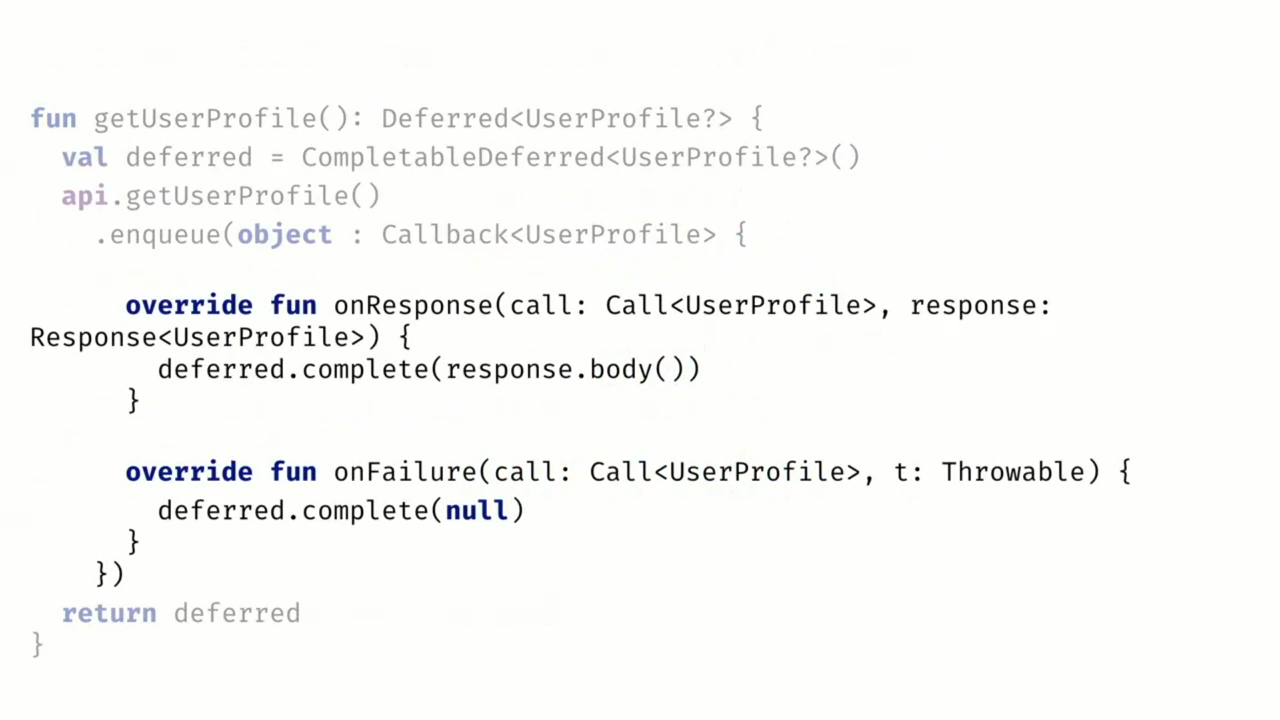 fun getUserProfile(): Deferred<UserProfile?> {
  val deferred = CompletableDeferred<UserProfile?>()
  api.getUserProfile()
    .enqueue(object : Callback<UserProfile> {
      override fun onResponse(call: Call<UserProfile>, response:
Response<UserProfile>) {
        deferred.complete(response.body())
      }
      override fun onFailure(call: Call<UserProfile>, t: Throwable) {
        deferred.complete(null)
      }
    })
  return deferred
}